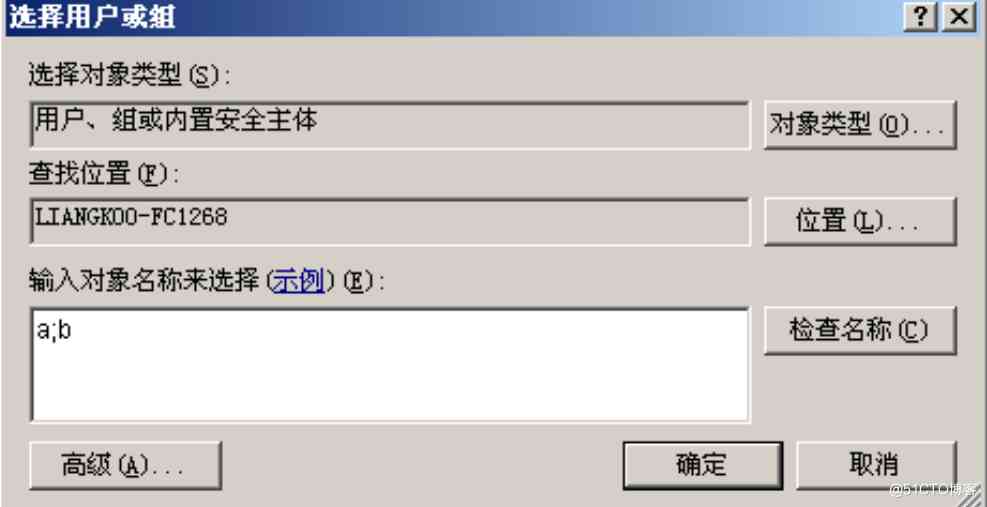 选择用户或组
选择对象类型(S):
用户、组或内置安全主体
对象类型(O)...
查找位置(F):
LIANGKOO-FC1268
位置(L)...
输入对象名称来选择(示例)(E):
a;b
检查名称(C)
高级(A)...
确定
取消
@51CTO博客